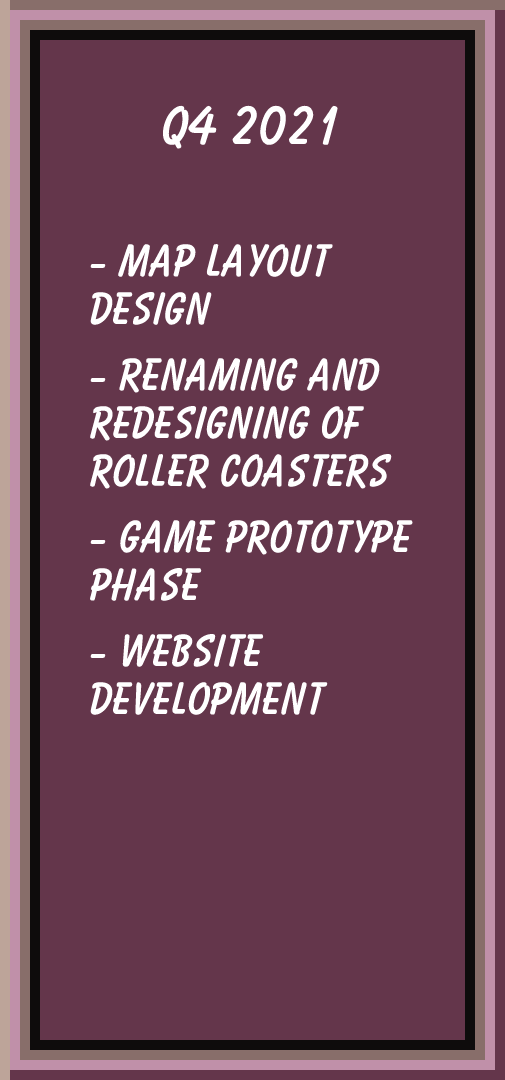 Q4 2021
- MAP LAYOUT
DESIGN
- RENAMING AND
REDESIGNING OF
ROLLER COASTERS
- GAME PROTOTYPE
PHASE
- WEBSITE
DEVELOPMENT